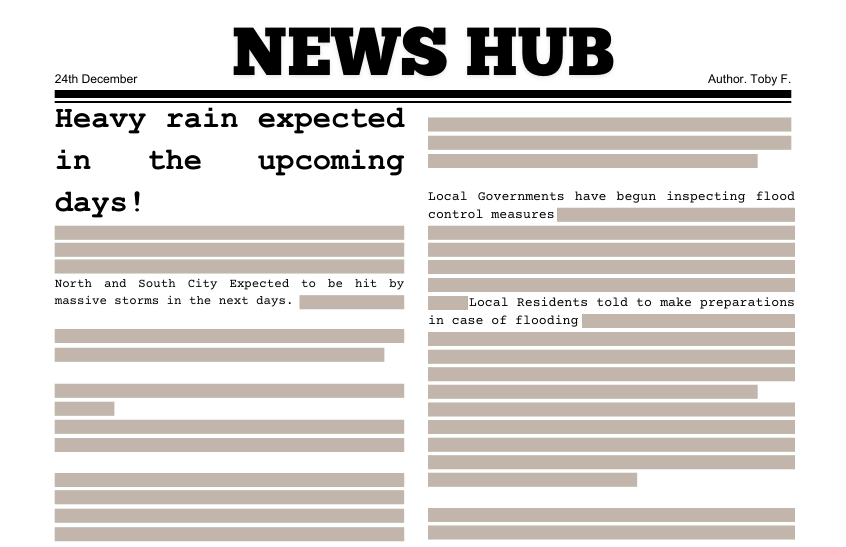 NEWS HUB
24th December
Author. Toby F.
Heavy rain expected
in the upcoming
days!
North and South City Expected to be hit by
massive storms in the next days.
Local Governments have begun inspecting flood
control measures
Local Residents told to make preparations
in case of flooding